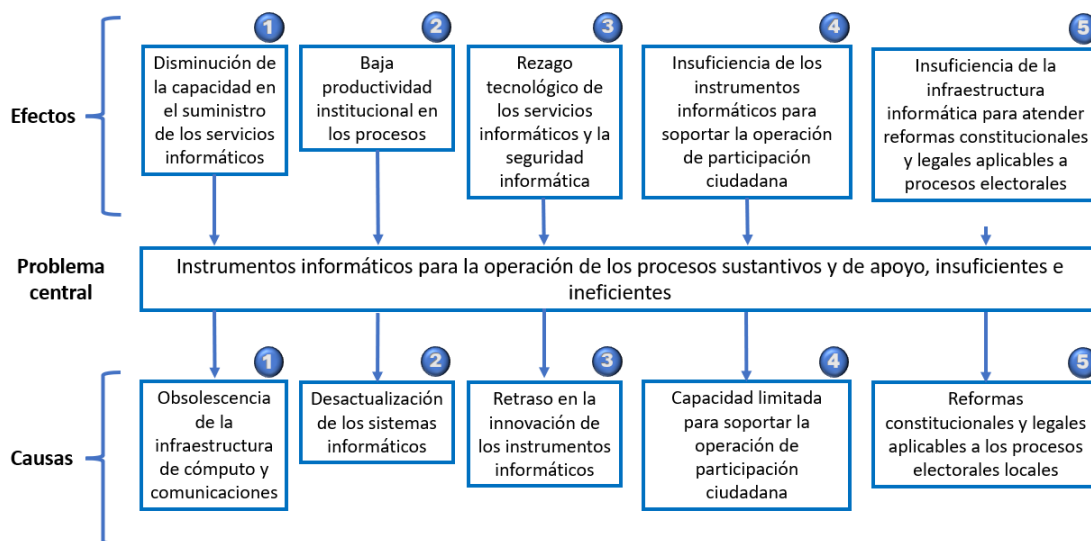 1
Disminución de
la capacidad en
el suministro
de los servicios
informáticos
2
Baja
productividad
institucional en
los procesos
3
Rezago
tecnológico de
los servicios
informáticos y la
seguridad
informática
4
Insuficiencia de los
instrumentos
informáticos para
soportar la operación
de participación
ciudadana
5
Insuficiencia de la
infraestructura
informática para atender
reformas constitucionales
y legales aplicables a
procesos electorales
Efectos
Problema
central
Instrumentos informáticos para la operación de los procesos sustantivos y de apoyo, insuficientes e
ineficientes
1
Obsolescencia
de la
infraestructura
de cómputo y
comunicaciones
2
Desactualización
de los sistemas
informáticos
3
Retraso en la
innovación de
los instrumentos
informáticos
4
Capacidad limitada
para soportar la
operación de
participación
ciudadana
5
Reformas
constitucionales y legales
aplicables a los procesos
electorales locales
Causas